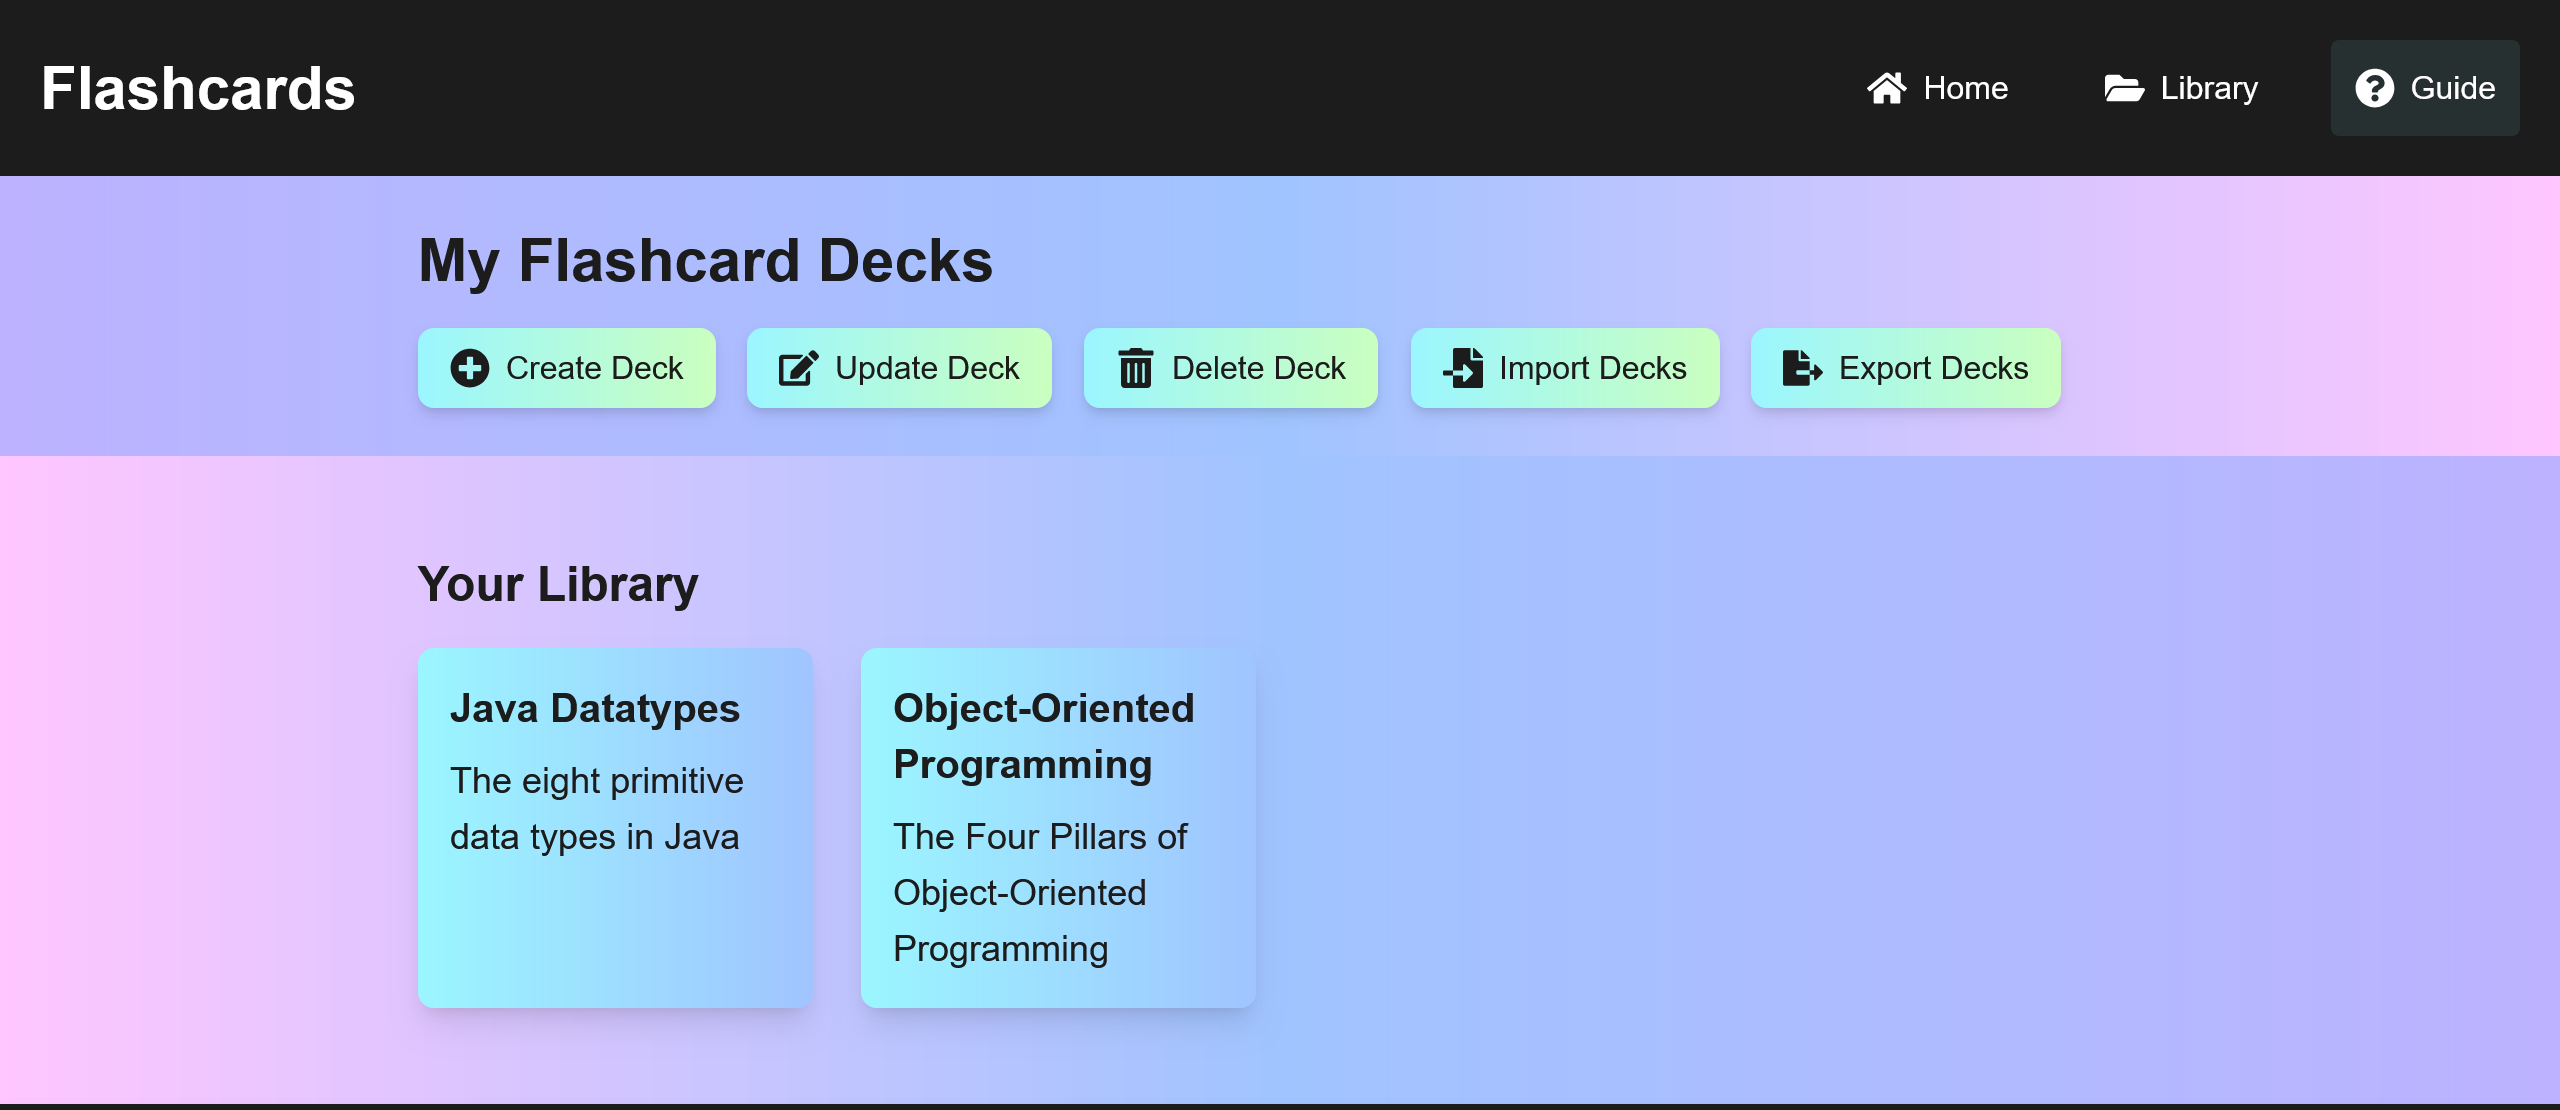 Flashcards
Home
Library
Guide
My Flashcard Decks
Create Deck
Update Deck
Delete Deck
Import Decks
Export Decks
Your Library
Java Datatypes
The eight primitive
data types in Java
Object-Oriented
Programming
The Four Pillars of
Object-Oriented
Programming